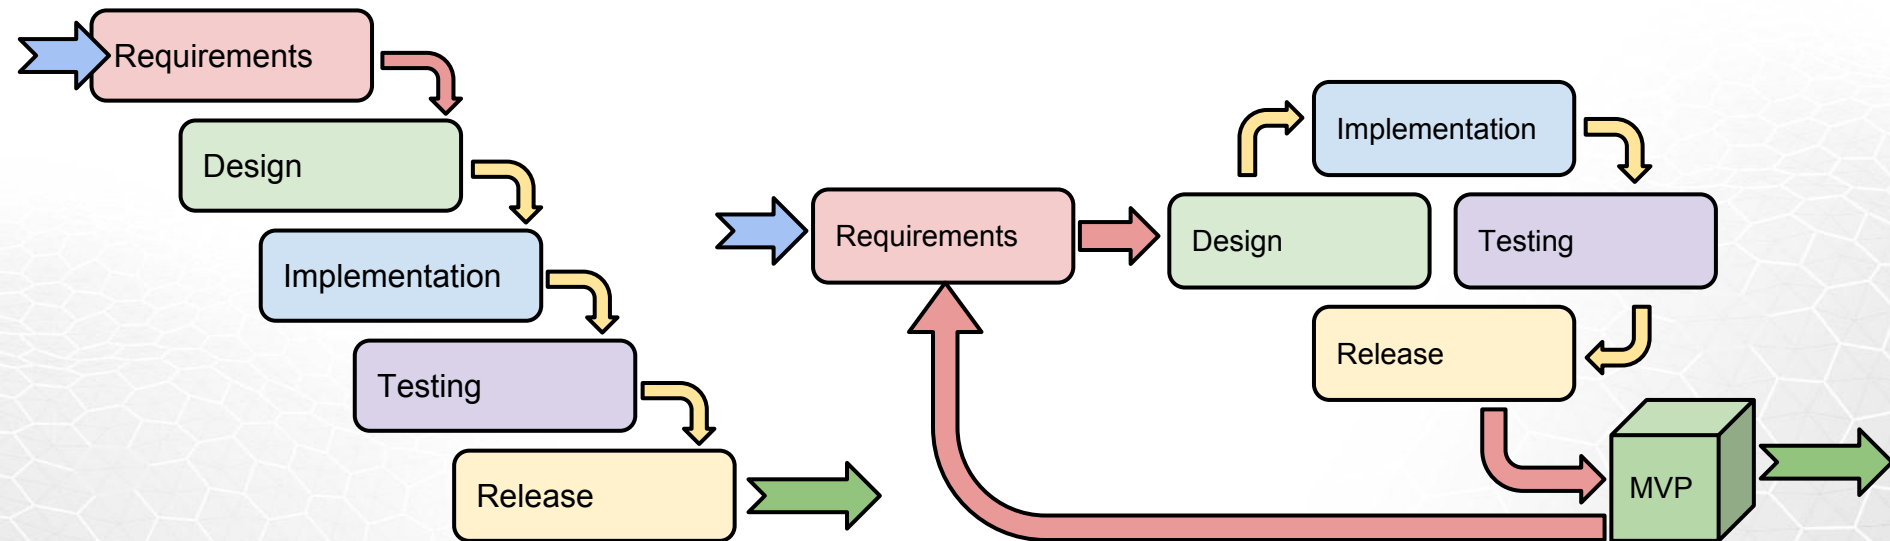 Requirements
Design
Implementation
Testing
Release
Implementation
Requirements
Design
Testing
Release
MVP